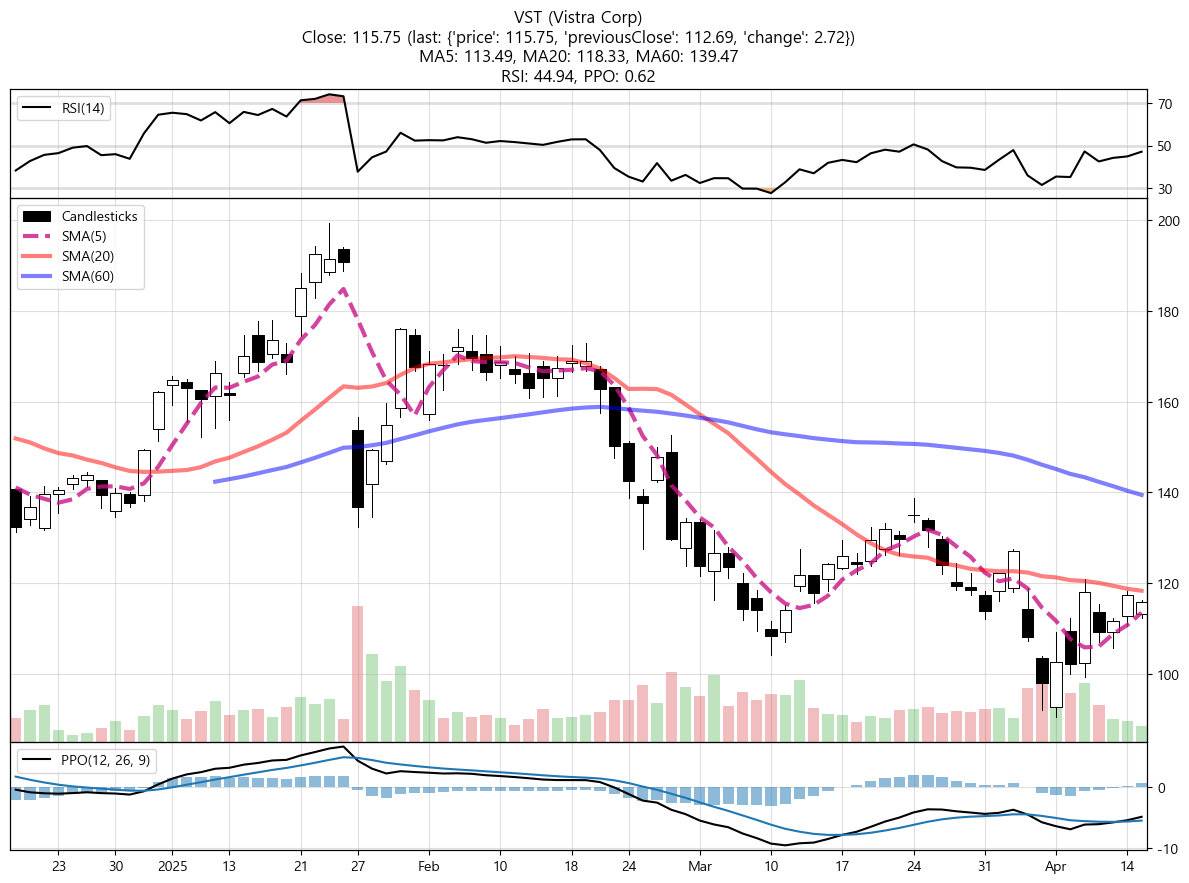 VST (Vistra Corp)
Close: 115.75 (last: {'price': 115.75, 'previousClose': 112.69, 'change': 2.72})
MA5: 113.49, MA20: 118.33, MA60: 139.47
RSI: 44.94, PPO: 0.62
RSI(14)
70
50
30
Candlesticks
SMA(5)
SMA(20)
SMA(60)
200
180
160
140
120
100
PPO(12, 26, 9)
0
-10
23 30 2025 13 21 27 Feb 10 18 24 Mar 10 17 24 31 Apr 14